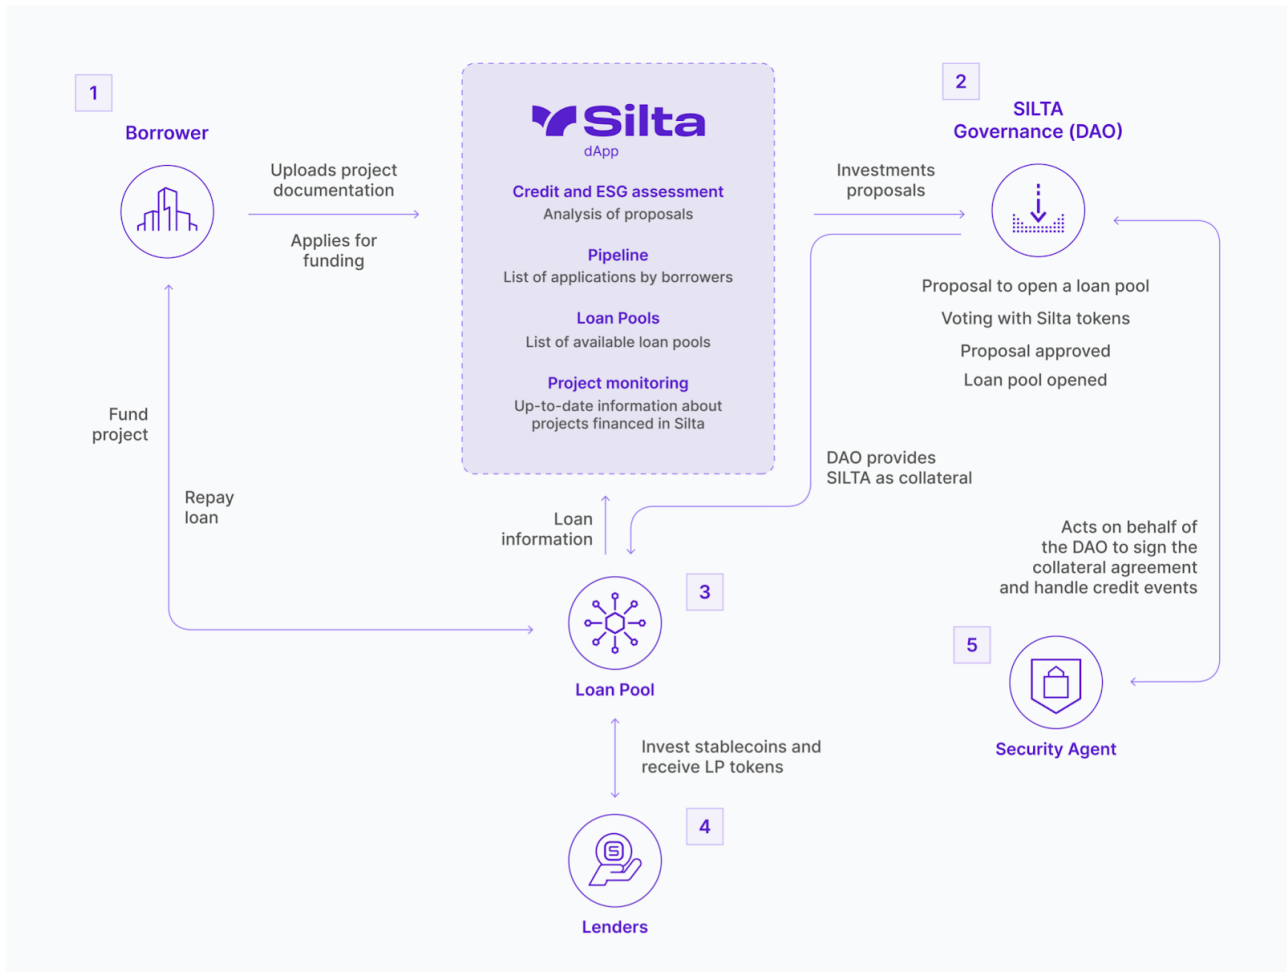 1
Borrower
Uploads project
documentation
Applies for
funding
Silta
dApp
Credit and ESG assessment
Analysis of proposals
Pipeline
List of applications by borrowers
Loan Pools
List of available loan pools
Project monitoring
Up-to-date information about
projects financed in Silta
Investments
proposals
2
SILTA
Governance (DAO)
Proposal to open a loan pool
Voting with Silta tokens
Proposal approved
Loan pool opened
Fund
project
Repay
loan
Loan
information
DAO provides
SILTA as collateral
Acts on behalf of
the DAO to sign the
collateral agreement
and handle credit events
3
Loan Pool
5
Security Agent
Invest stablecoins and
receive LP tokens
4
S
Lenders